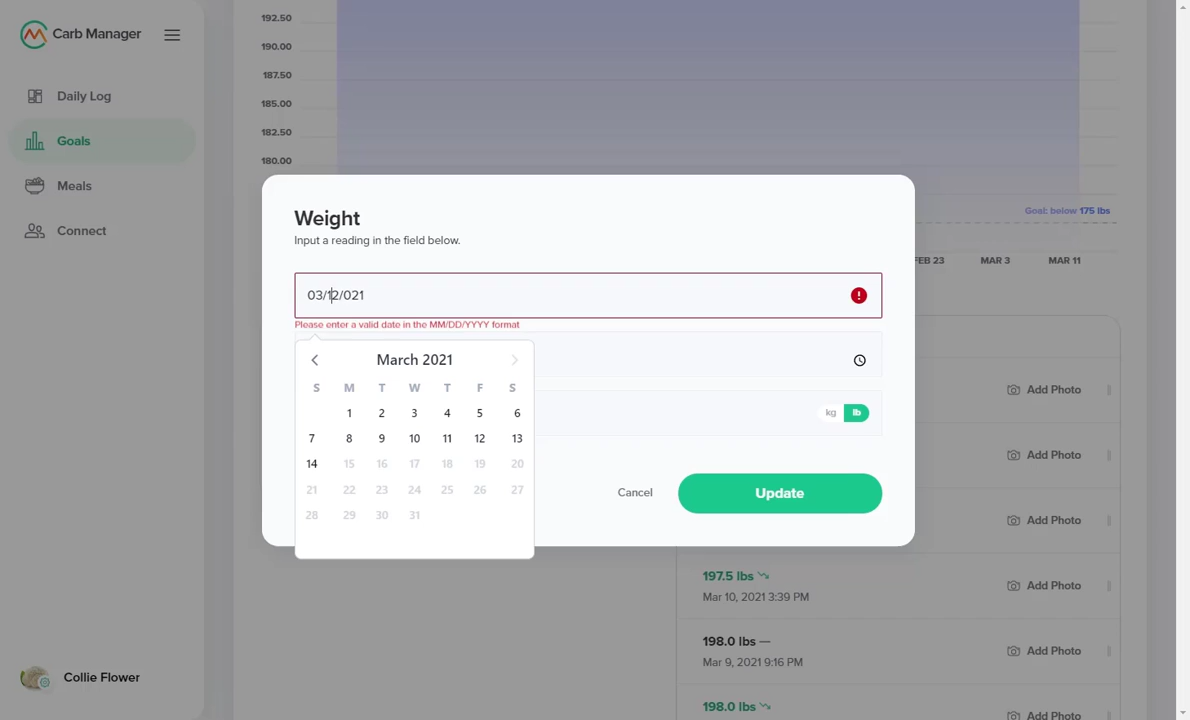 192.50
190.00
187.50
185.00
182.50
180.00
Carb Manager
Daily Log
Goals
Meals
Connect
Goal: below 175 lbs
FEB 23
MAR 3
MAR 11
Weight
Input a reading in the field below.
03/12/021
Please enter a valid date in the MM/DD/YYYY format
March 2021
S M T W T F S
1 2 3 4 5 6
7 8 9 10 11 12 13
14 15 16 17 18 19 20
21 22 23 24 25 26 27
28 29 30 31
kg lb
Cancel
Update
Add Photo
Add Photo
Add Photo
197.5 lbs
Mar 10, 2021 3:39 PM
Add Photo
198.0 lbs —
Mar 9, 2021 9:16 PM
Add Photo
198.0 lbs
Add Photo
Collie Flower